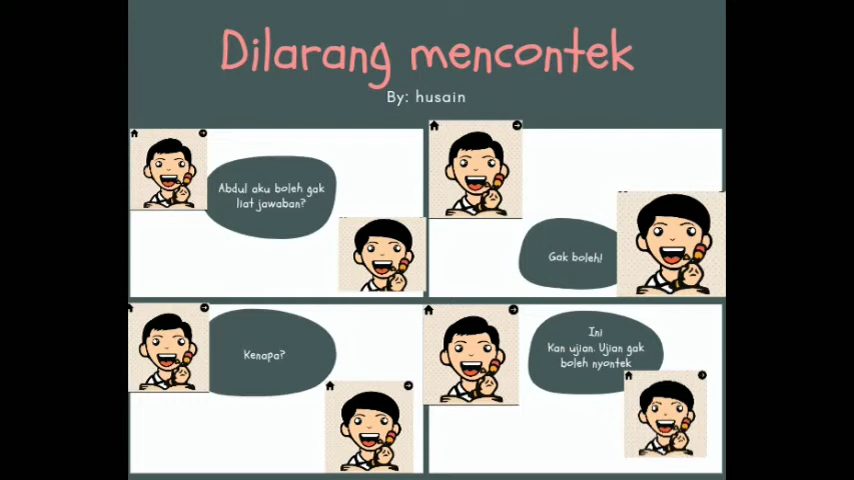 Dilarang mencontek
By: husain
Abdul aku boleh gak
liat jawaban?
Gak boleh!
Kenapa?
Ini
Kan ujian. Ujian gak
boleh nyontek